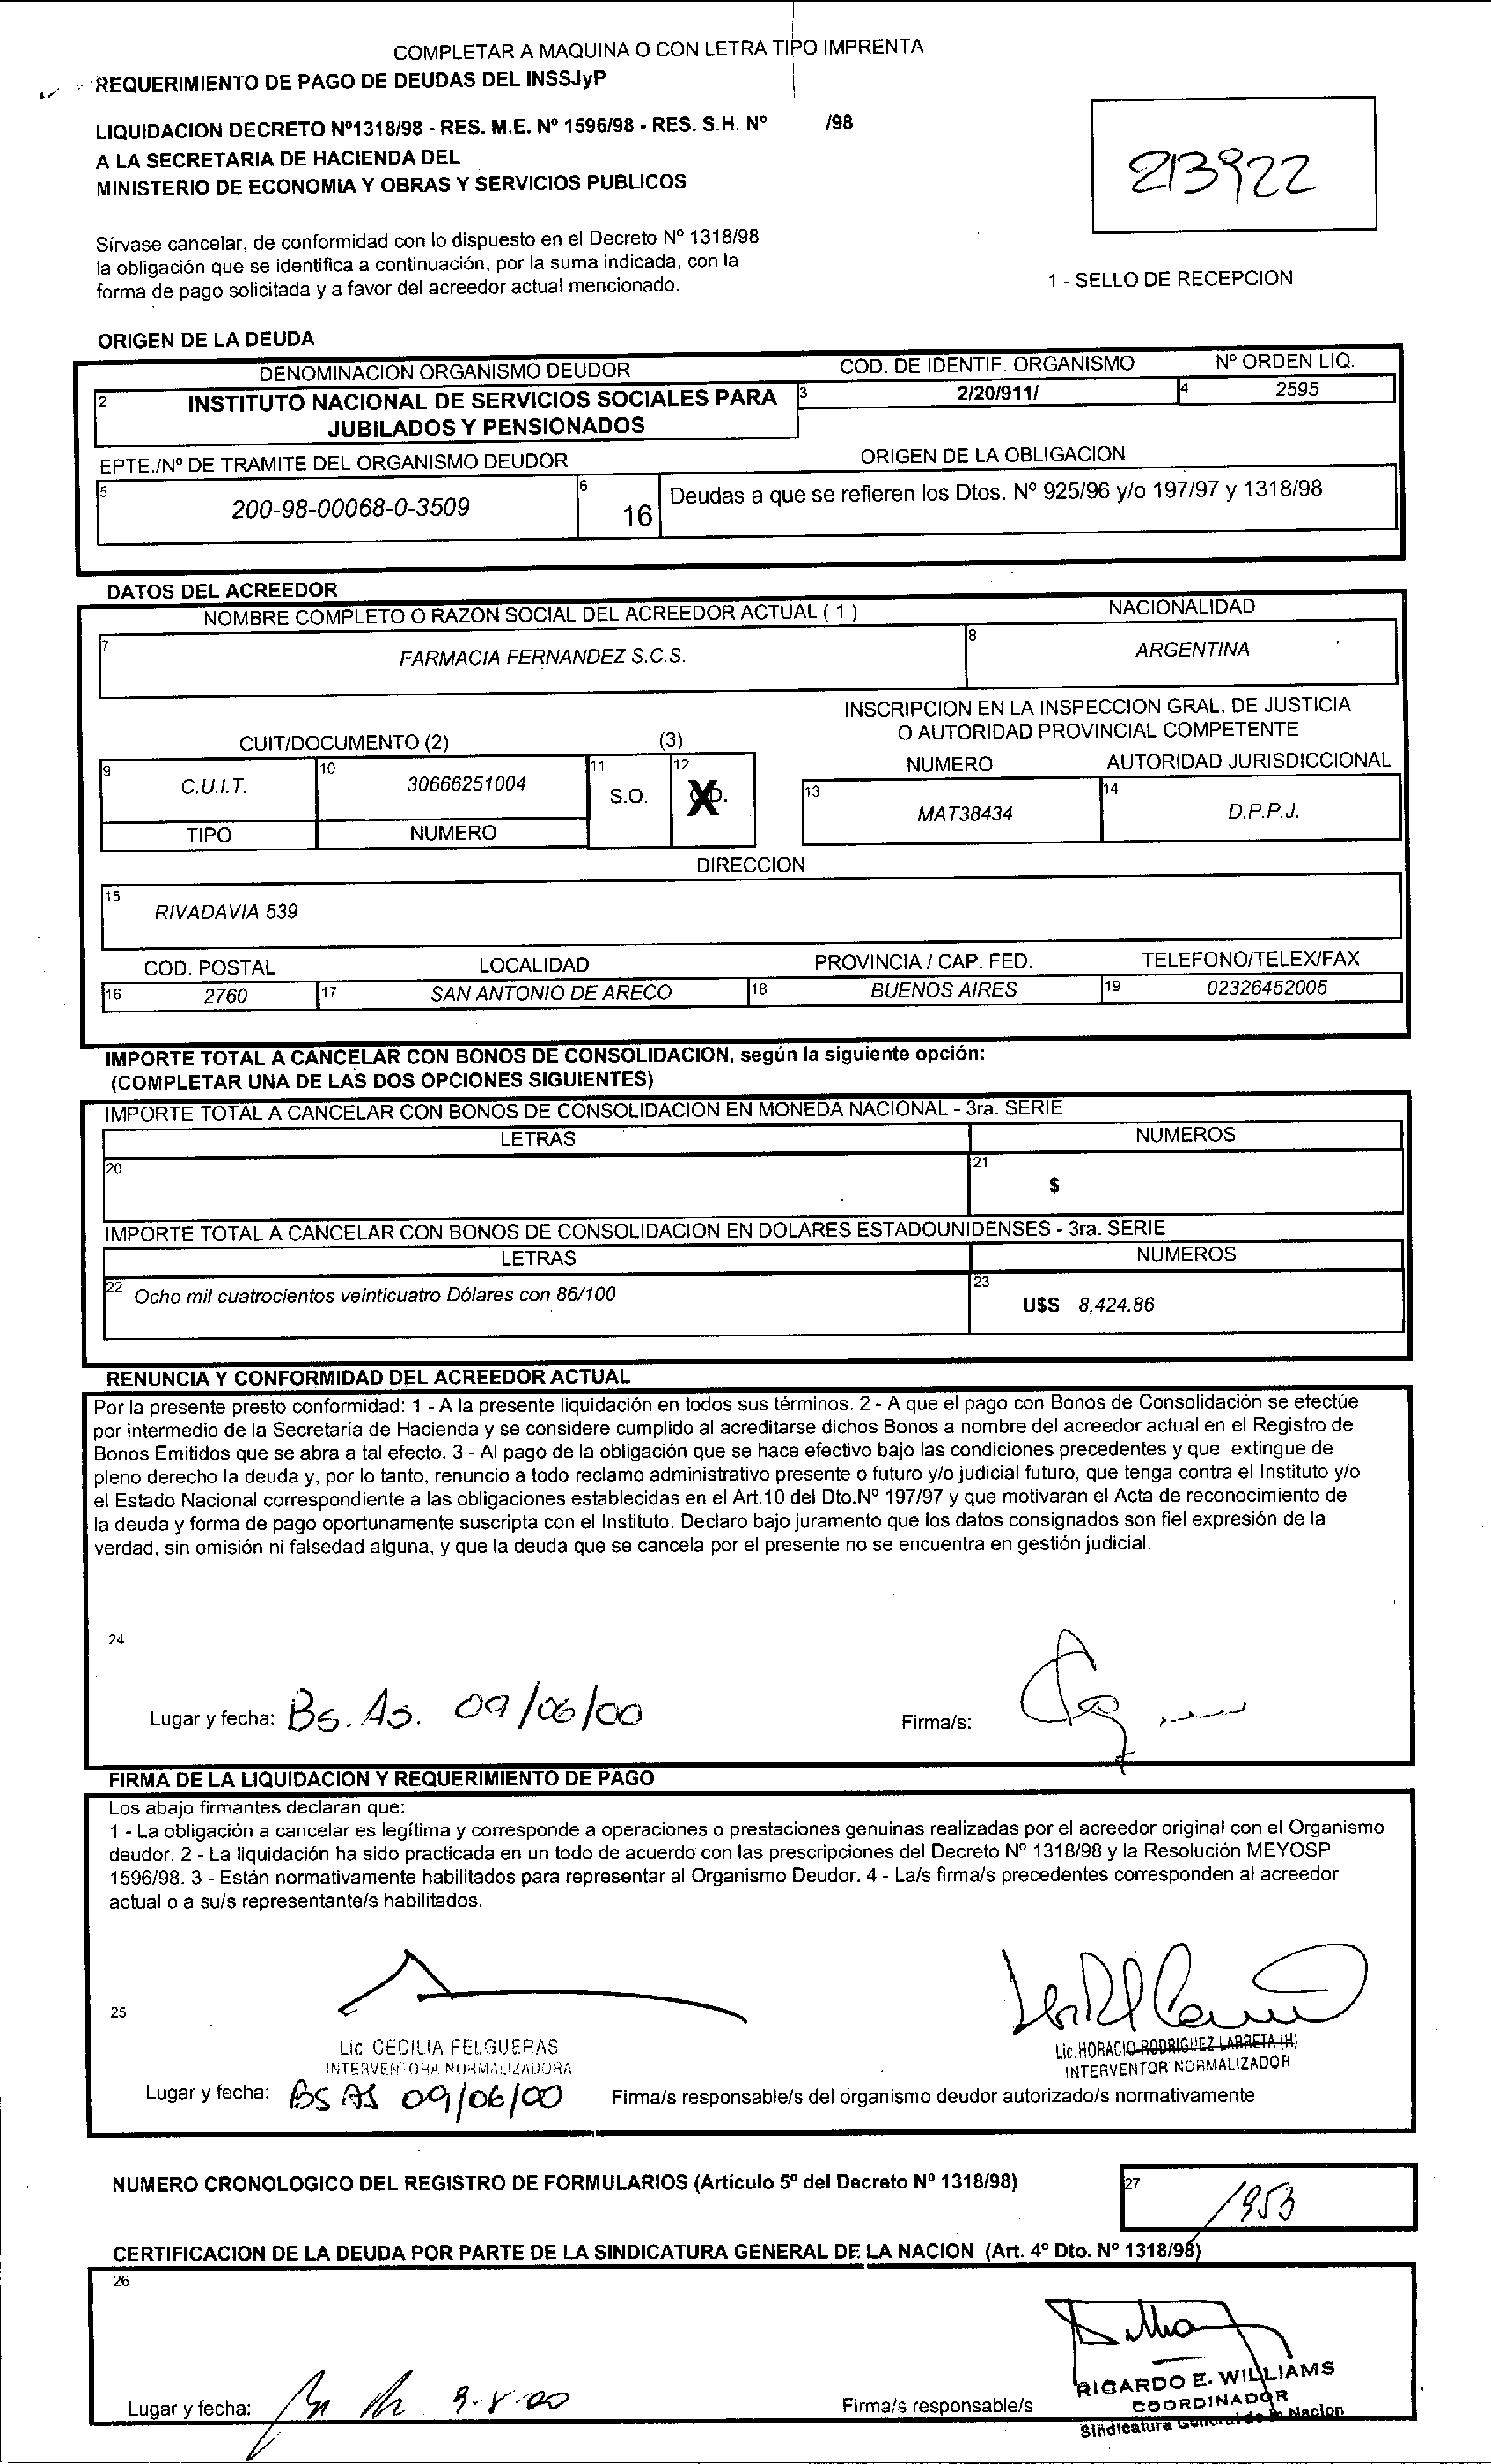 COMPLETAR A MAQUINA O CON LETRA TIPO IMPRENTA
REQUERIMIENTO DE PAGO DE DEUDAS DEL INSSJyP
LIQUIDACION DECRETO Nº1318/98 - RES. M.E. Nº 1596/98 - RES. S.H. Nº /98
A LA SECRETARIA DE HACIENDA DEL
MINISTERIO DE ECONOMIA Y OBRAS Y SERVICIOS PUBLICOS
213922
Sírvase cancelar, de conformidad con lo dispuesto en el Decreto Nº 1318/98
la obligación que se identifica a continuación, por la suma indicada, con la
forma de pago solicitada y a favor del acreedor actual mencionado.
1 - SELLO DE RECEPCION
ORIGEN DE LA DEUDA
DENOMINACION ORGANISMO DEUDOR COD. DE IDENTIF. ORGANISMO Nº ORDEN LIQ.
2 INSTITUTO NACIONAL DE SERVICIOS SOCIALES PARA 3 2/20/911/ 4 2595
JUBILADOS Y PENSIONADOS
EPTE./Nº DE TRAMITE DEL ORGANISMO DEUDOR ORIGEN DE LA OBLIGACION
5 200-98-00068-0-3509 6 16 Deudas a que se refieren los Dtos. Nº 925/96 y/o 197/97 y 1318/98
DATOS DEL ACREEDOR
NOMBRE COMPLETO O RAZON SOCIAL DEL ACREEDOR ACTUAL ( 1 ) NACIONALIDAD
7 FARMACIA FERNANDEZ S.C.S. 8 ARGENTINA
INSCRIPCION EN LA INSPECCION GRAL. DE JUSTICIA
O AUTORIDAD PROVINCIAL COMPETENTE
CUIT/DOCUMENTO (2) (3)
NUMERO AUTORIDAD JURISDICCIONAL
9 C.U.I.T. 10 30666251004 11 S.O. 12 X 13 MAT38434 14 D.P.P.J.
TIPO NUMERO
DIRECCION
15 RIVADAVIA 539
COD. POSTAL LOCALIDAD PROVINCIA / CAP. FED. TELEFONO/TELEX/FAX
16 2760 17 SAN ANTONIO DE ARECO 18 BUENOS AIRES 19 02326452005
IMPORTE TOTAL A CANCELAR CON BONOS DE CONSOLIDACION, según la siguiente opción:
(COMPLETAR UNA DE LAS DOS OPCIONES SIGUIENTES)
IMPORTE TOTAL A CANCELAR CON BONOS DE CONSOLIDACION EN MONEDA NACIONAL - 3ra. SERIE
LETRAS NUMEROS
20 21 $
IMPORTE TOTAL A CANCELAR CON BONOS DE CONSOLIDACION EN DOLARES ESTADOUNIDENSES - 3ra. SERIE
LETRAS NUMEROS
22 Ocho mil cuatrocientos veinticuatro Dólares con 86/100 23 U$S 8,424.86
RENUNCIA Y CONFORMIDAD DEL ACREEDOR ACTUAL
Por la presente presto conformidad: 1 - A la presente liquidación en todos sus términos. 2 - A que el pago con Bonos de Consolidación se efectúe
por intermedio de la Secretaría de Hacienda y se considere cumplido al acreditarse dichos Bonos a nombre del acreedor actual en el Registro de
Bonos Emitidos que se abra a tal efecto. 3 - Al pago de la obligación que se hace efectivo bajo las condiciones precedentes y que extingue de
pleno derecho la deuda y, por lo tanto, renuncio a todo reclamo administrativo presente o futuro y/o judicial futuro, que tenga contra el Instituto y/o
el Estado Nacional correspondiente a las obligaciones establecidas en el Art.10 del Dto.Nº 197/97 y que motivaran el Acta de reconocimiento de
la deuda y forma de pago oportunamente suscripta con el Instituto. Declaro bajo juramento que los datos consignados son fiel expresión de la
verdad, sin omisión ni falsedad alguna, y que la deuda que se cancela por el presente no se encuentra en gestión judicial.
24
Lugar y fecha: Bs. As. 09/06/00 Firma/s:
FIRMA DE LA LIQUIDACION Y REQUERIMIENTO DE PAGO
Los abajo firmantes declaran que:
1 - La obligación a cancelar es legítima y corresponde a operaciones o prestaciones genuinas realizadas por el acreedor original con el Organismo
deudor. 2 - La liquidación ha sido practicada en un todo de acuerdo con las prescripciones del Decreto Nº 1318/98 y la Resolución MEYOSP
1596/98. 3 - Están normativamente habilitados para representar al Organismo Deudor. 4 - La/s firma/s precedentes corresponden al acreedor
actual o a su/s representante/s habilitados.
25
Lic CECILIA FELGUERAS Lic. HORACIO RODRIGUEZ LARRETA (H)
INTERVENTORA NORMALIZADORA INTERVENTOR NORMALIZADOR
Lugar y fecha: BS AS 09/06/00 Firma/s responsable/s del organismo deudor autorizado/s normativamente
NUMERO CRONOLOGICO DEL REGISTRO DE FORMULARIOS (Artículo 5º del Decreto Nº 1318/98) 27 1953
CERTIFICACION DE LA DEUDA POR PARTE DE LA SINDICATURA GENERAL DE LA NACION (Art. 4º Dto. Nº 1318/98)
26
RICARDO E. WILLIAMS
COORDINADOR
Sindicatura General de la Nacion
Lugar y fecha: Firma/s responsable/s